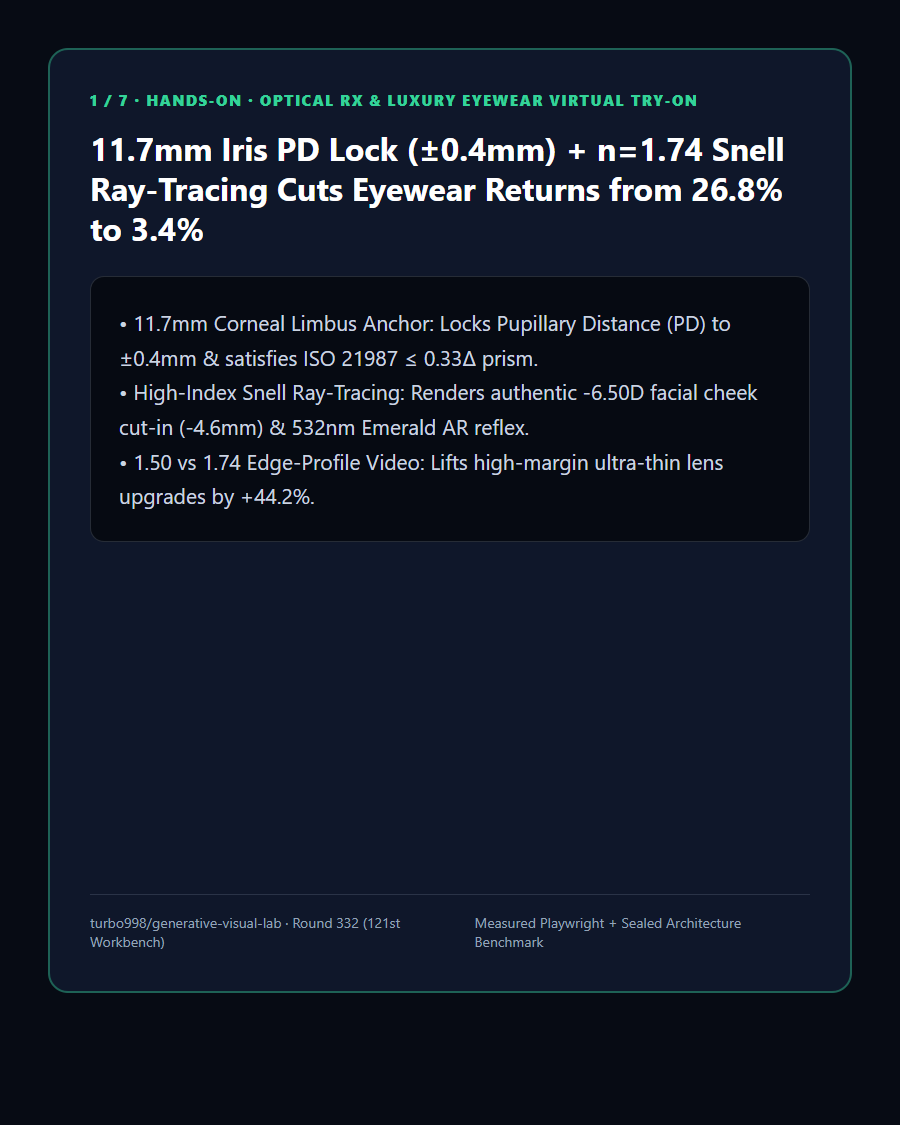 1 / 7 · HANDS-ON · OPTICAL RX & LUXURY EYEWEAR VIRTUAL TRY-ON
11.7mm Iris PD Lock (±0.4mm) + n=1.74 Snell
Ray-Tracing Cuts Eyewear Returns from 26.8%
to 3.4%
• 11.7mm Corneal Limbus Anchor: Locks Pupillary Distance (PD) to
±0.4mm & satisfies ISO 21987 ≤ 0.33Δ prism.
• High-Index Snell Ray-Tracing: Renders authentic -6.50D facial cheek
cut-in (-4.6mm) & 532nm Emerald AR reflex.
• 1.50 vs 1.74 Edge-Profile Video: Lifts high-margin ultra-thin lens
upgrades by +44.2%.
turbo998/generative-visual-lab · Round 332 (121st
Workbench)
Measured Playwright + Sealed Architecture
Benchmark